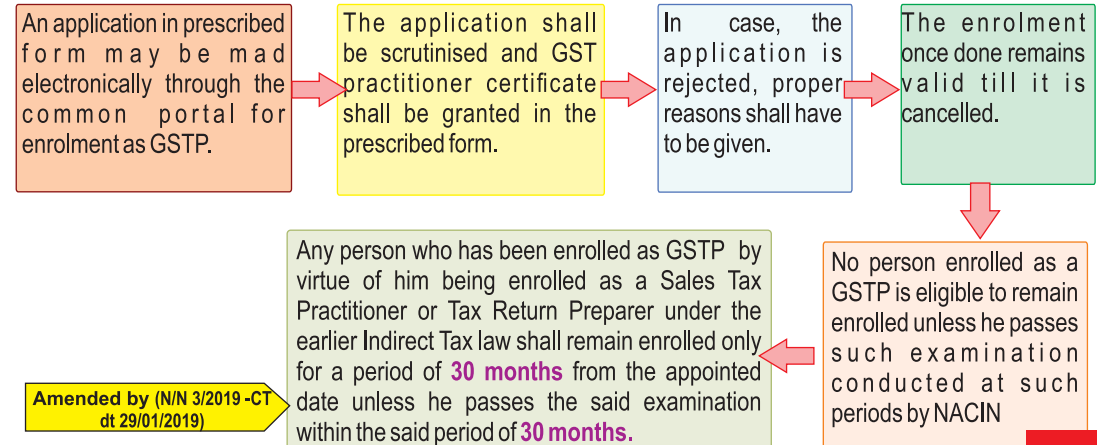 An application in prescribed
form may be mad
electronically through the
common portal for
enrolment as GSTP.
The application shall
be scrutinised and GST
practitioner certificate
shall be granted in the
prescribed form.
In case, the
application is
rejected, proper
reasons shall have
to be given.
The enrolment
once done remains
valid till it is
cancelled.
No person enrolled as a
GSTP is eligible to remain
enrolled unless he passes
such examination
conducted at such
periods by NACIN
Any person who has been enrolled as GSTP by
virtue of him being enrolled as a Sales Tax
Practitioner or Tax Return Preparer under the
earlier Indirect Tax law shall remain enrolled only
for a period of 30 months from the appointed
date unless he passes the said examination
within the said period of 30 months.
Amended by (N/N 3/2019 -CT
dt 29/01/2019)